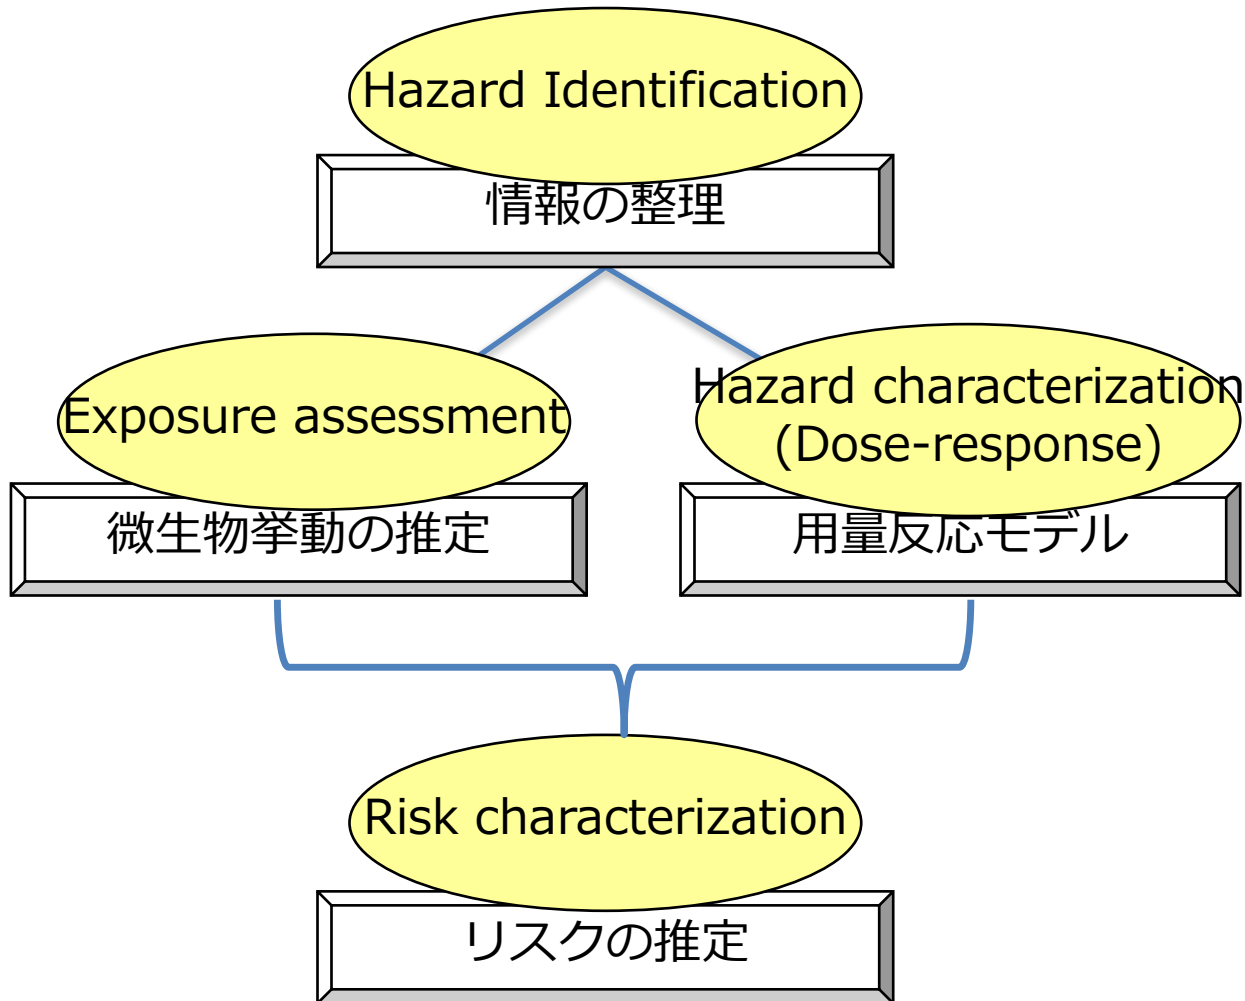 Hazard Identification
情報の整理
Exposure assessment
微生物挙動の推定
Hazard characterization
(Dose-response)
用量反応モデル
Risk characterization
リスクの推定